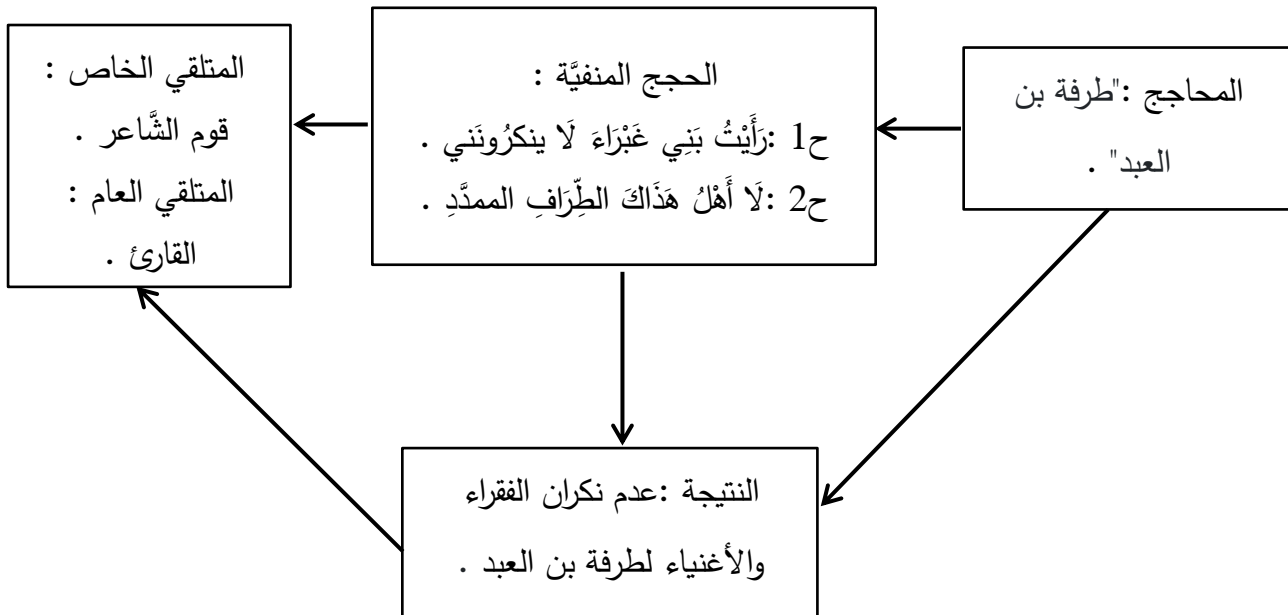 المحاجج :"طرفة بن
العبد" .
الحجج المنفيَّة :
ح1 :رَأَيْتُ بَنِي غَبْرَاءَ لَا ينكرُونَني .
ح2 :لَا أَهْلُ هَذَاكَ الطِّرَافِ الممدَّدِ .
المتلقي الخاص :
قوم الشَّاعر .
المتلقي العام :
القارئ .
النتيجة :عدم نكران الفقراء
والأغنياء لطرفة بن العبد .